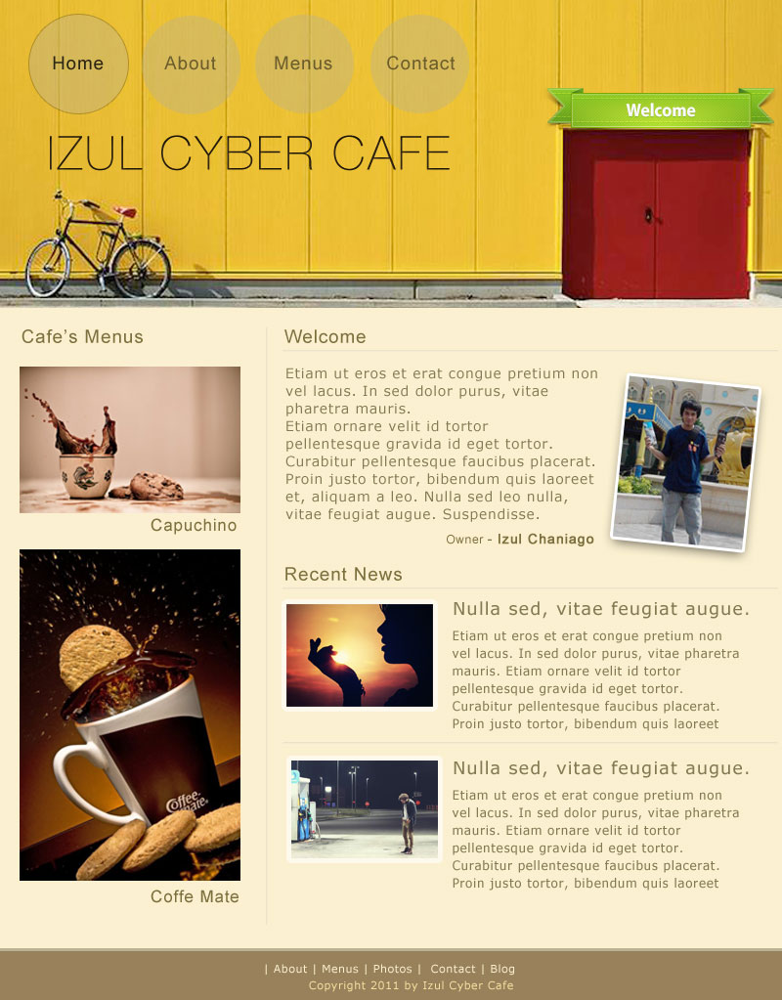 Home
About
Menus
Contact
Welcome
IZUL CYBER CAFE
Cafe's Menus
Capuchino
Coffee-mate®
Coffe Mate
Welcome
Etiam ut eros et erat congue pretium non
vel lacus. In sed dolor purus, vitae
pharetra mauris.
Etiam ornare velit id tortor
pellentesque gravida id eget tortor.
Curabitur pellentesque faucibus placerat.
Proin justo tortor, bibendum quis laoreet
et, aliquam a leo. Nulla sed leo nulla,
vitae feugiat augue. Suspendisse.
Owner - Izul Chaniago
Recent News
Nulla sed, vitae feugiat augue.
Etiam ut eros et erat congue pretium non
vel lacus. In sed dolor purus, vitae pharetra
mauris. Etiam ornare velit id tortor
pellentesque gravida id eget tortor.
Curabitur pellentesque faucibus placerat.
Proin justo tortor, bibendum quis laoreet
Nulla sed, vitae feugiat augue.
Etiam ut eros et erat congue pretium non
vel lacus. In sed dolor purus, vitae pharetra
mauris. Etiam ornare velit id tortor
pellentesque gravida id eget tortor.
Curabitur pellentesque faucibus placerat.
Proin justo tortor, bibendum quis laoreet
| About | Menus | Photos | Contact | Blog
Copyright 2011 by Izul Cyber Cafe